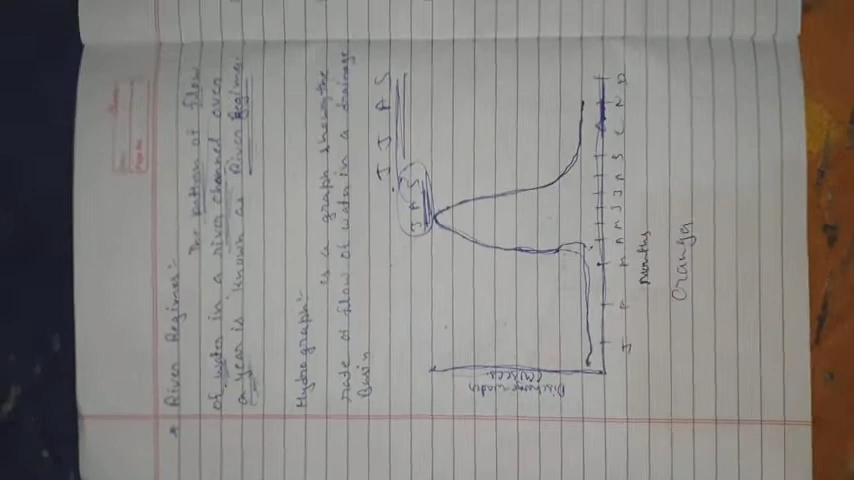 * River Regimes:-
The pattern of flow
of water in a river channel over
a year is known as River Regime.
Hydrograph:-
is a graph showing the
rate of flow of water in a drainage
Basin
J J A S
J A S
Discharge
J F M A M J J A S O N D
Months
Ganga